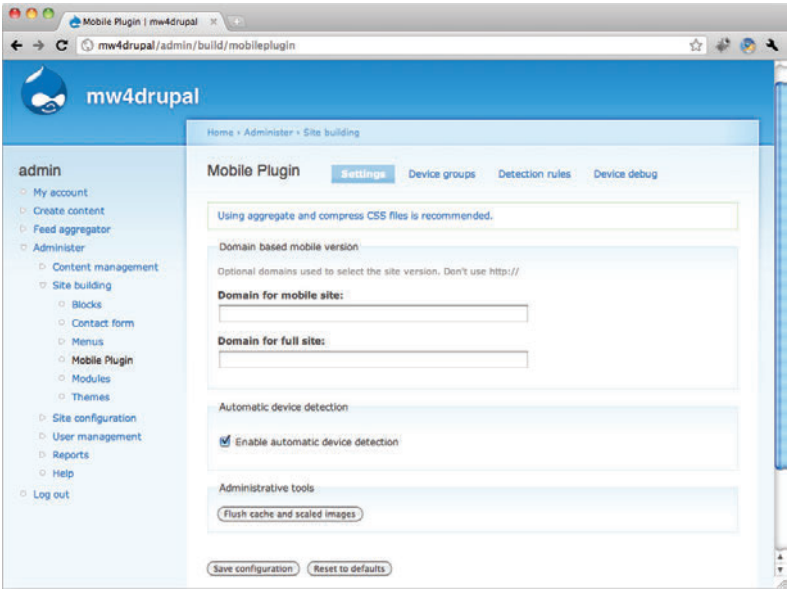 Mobile Plugin | mw4drupal
mw4drupal/admin/build/mobileplugin
mw4drupal
Home › Administer › Site building
admin
My account
Create content
Feed aggregator
Administer
Content management
Site building
Blocks
Contact form
Menus
Mobile Plugin
Modules
Themes
Site configuration
User management
Reports
Help
Log out
Mobile Plugin Settings Device groups Detection rules Device debug
Using aggregate and compress CSS files is recommended.
Domain based mobile version
Optional domains used to select the site version. Don't use http://
Domain for mobile site:
Domain for full site:
Automatic device detection
Enable automatic device detection
Administrative tools
Flush cache and scaled images
Save configuration Reset to defaults